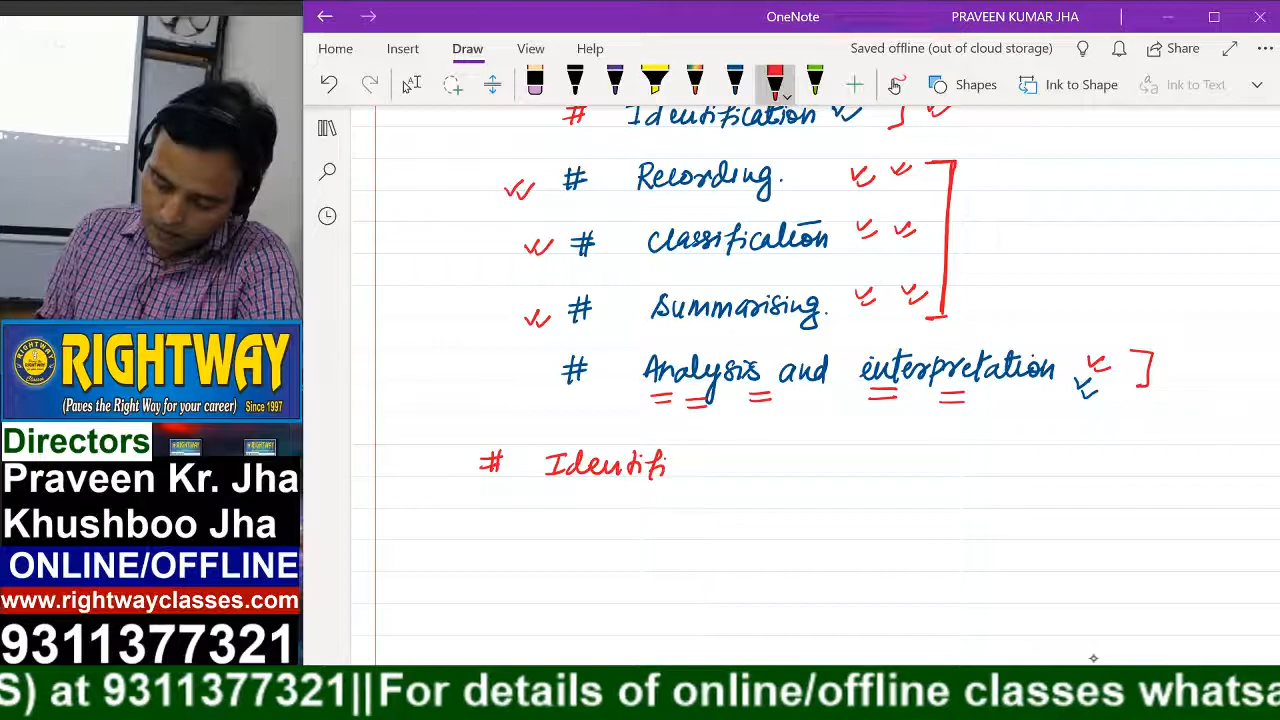 OneNote
PRAVEEN KUMAR JHA
Home Insert Draw View Help
Saved offline (out of cloud storage)
Share
Shapes
Ink to Shape
Ink to Text
# Identification
# Recording.
# Classification
# Summarising.
# Analysis and interpretation
# Identifi
RIGHTWAY
(Paves the Right Way for your career) Since 1997
Directors
Praveen Kr. Jha
Khushboo Jha
ONLINE/OFFLINE
www.rightwayclasses.com
9311377321
S) at 9311377321||For details of online/offline classes whatsa